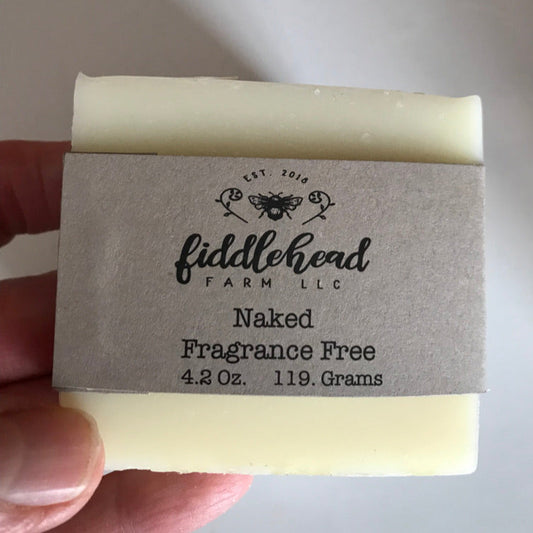 EST. 2016
fiddlehead
FARM LLC
Naked
Fragrance Free
4.2 Oz. 119. Grams